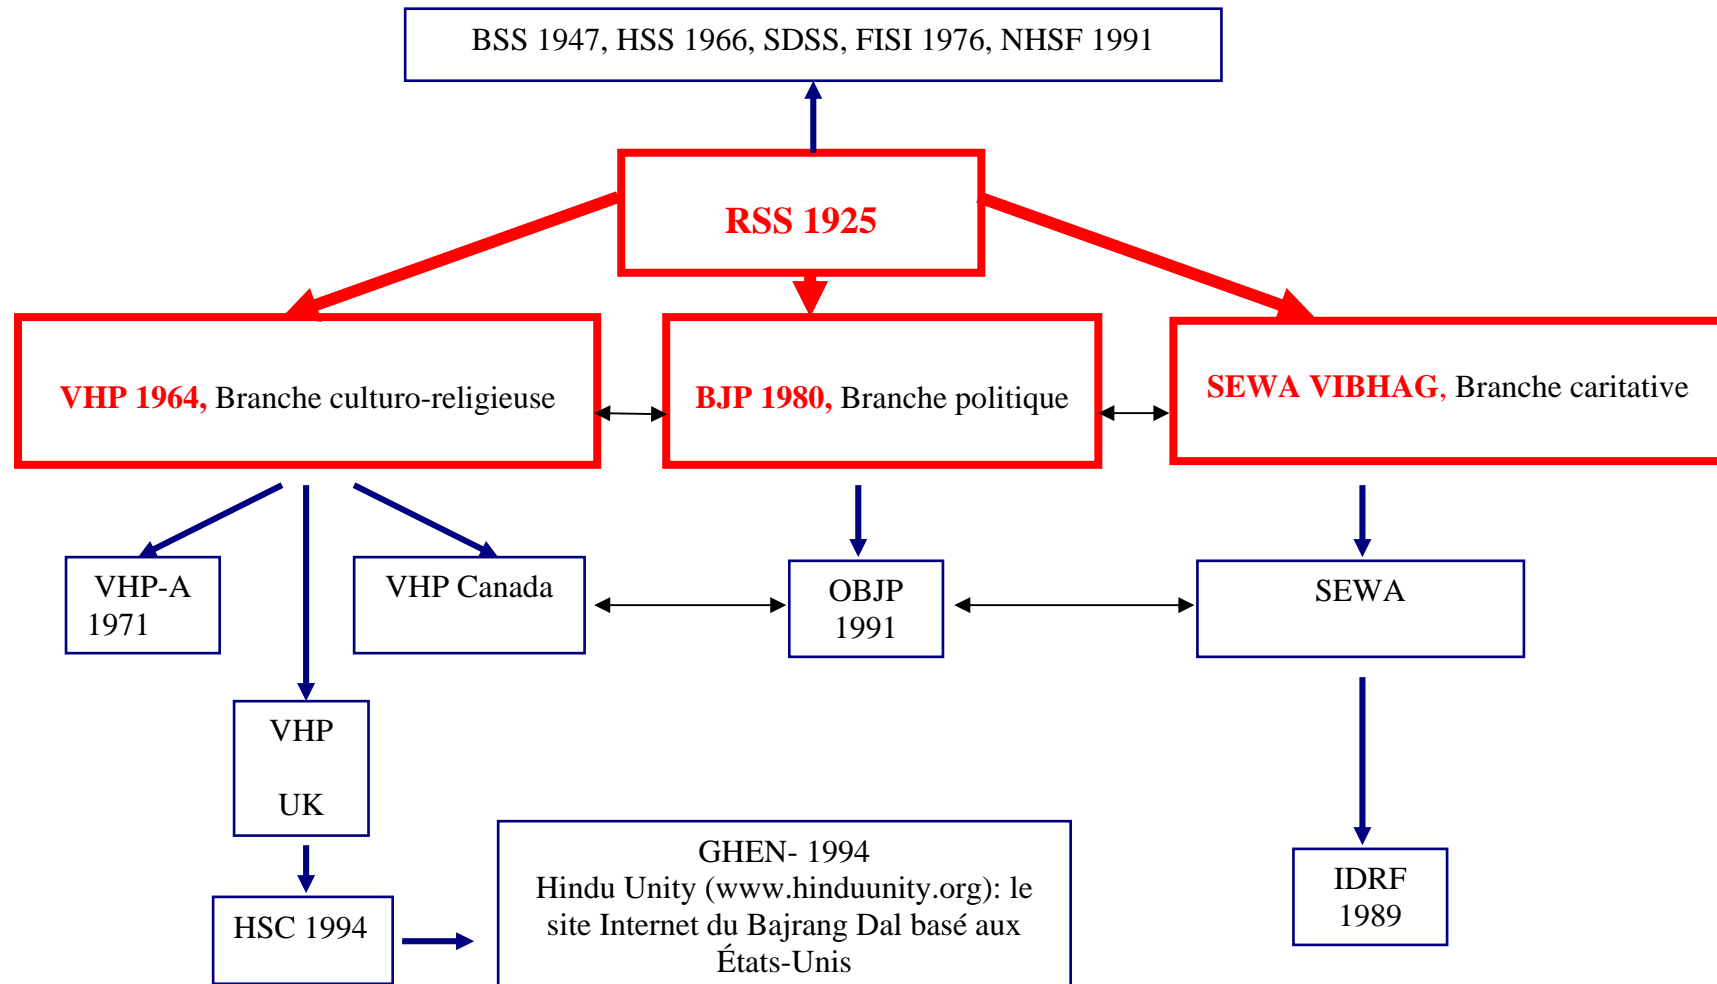 BSS 1947, HSS 1966, SDSS, FISI 1976, NHSF 1991
RSS 1925
VHP 1964, Branche culturo-religieuse
BJP 1980, Branche politique
SEWA VIBHAG, Branche caritative
VHP-A
1971
VHP Canada
OBJP
1991
SEWA
VHP
UK
HSC 1994
GHEN- 1994
Hindu Unity (www.hinduunity.org): le
site Internet du Bajrang Dal basé aux
États-Unis
IDRF
1989